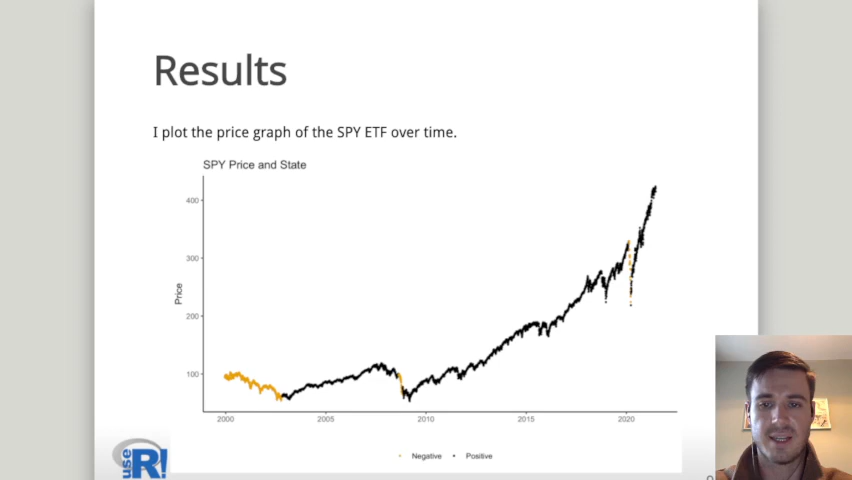 Results
I plot the price graph of the SPY ETF over time.
SPY Price and State
400
300
200
100
Price
2000 2005 2010 2015 2020
Negative Positive
use R!